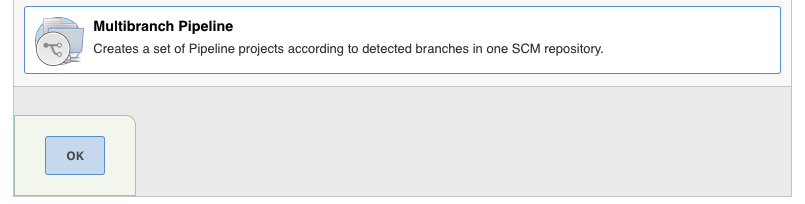 Multibranch Pipeline
Creates a set of Pipeline projects according to detected branches in one SCM repository.
OK